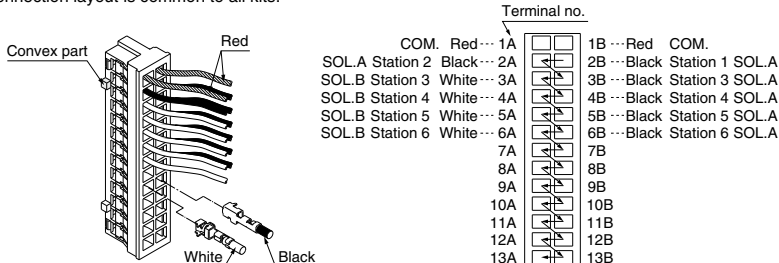 onnection layout is common to all kits.
Terminal no.
Convex part
Red
White
Black
COM. Red --- 1A 1B --- Red COM.
SOL.A Station 2 Black --- 2A 2B --- Black Station 1 SOL.A
SOL.B Station 3 White --- 3A 3B --- Black Station 3 SOL.A
SOL.B Station 4 White --- 4A 4B --- Black Station 4 SOL.A
SOL.B Station 5 White --- 5A 5B --- Black Station 5 SOL.A
SOL.B Station 6 White --- 6A 6B --- Black Station 6 SOL.A
7A 7B
8A 8B
9A 9B
10A 10B
11A 11B
12A 12B
13A 13B